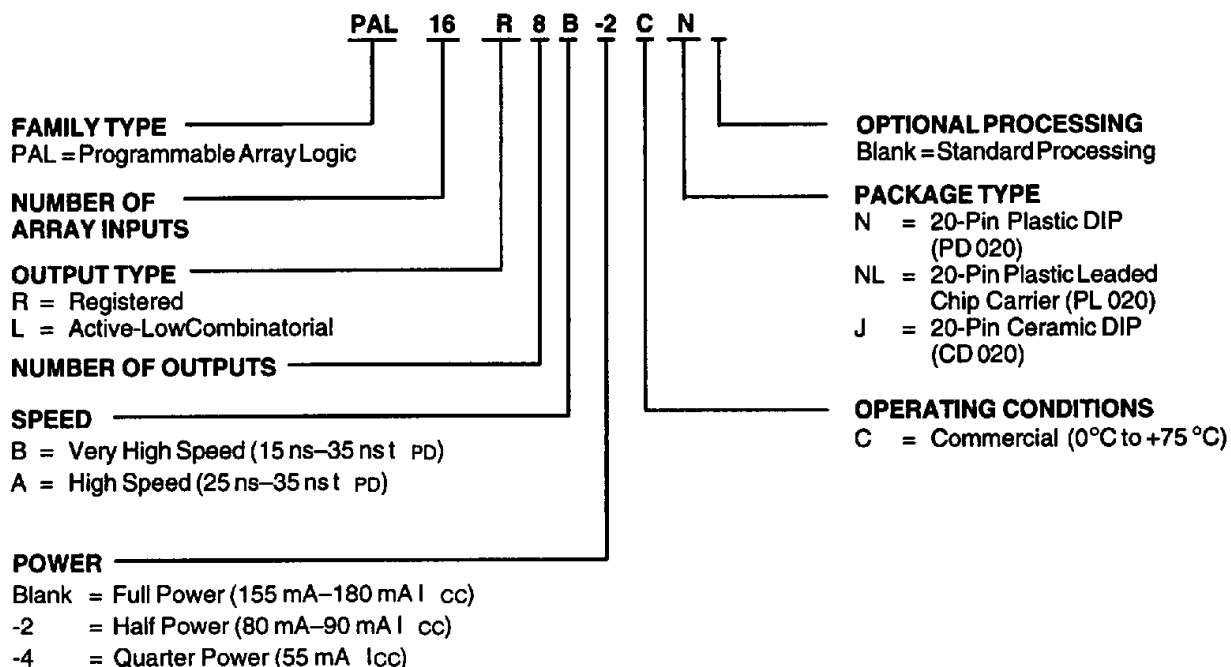 PAL 16 R 8 B -2 C N
FAMILY TYPE
PAL = Programmable Array Logic
NUMBER OF
ARRAY INPUTS
OUTPUT TYPE
R = Registered
L = Active-Low Combinatorial
NUMBER OF OUTPUTS
SPEED
B = Very High Speed (15 ns–35 ns t PD)
A = High Speed (25 ns–35 ns t PD)
POWER
Blank = Full Power (155 mA–180 mA I CC)
-2 = Half Power (80 mA–90 mA I CC)
-4 = Quarter Power (55 mA ICC)
OPTIONAL PROCESSING
Blank = Standard Processing
PACKAGE TYPE
N = 20-Pin Plastic DIP
(PD 020)
NL = 20-Pin Plastic Leaded
Chip Carrier (PL 020)
J = 20-Pin Ceramic DIP
(CD 020)
OPERATING CONDITIONS
C = Commercial (0°C to +75 °C)